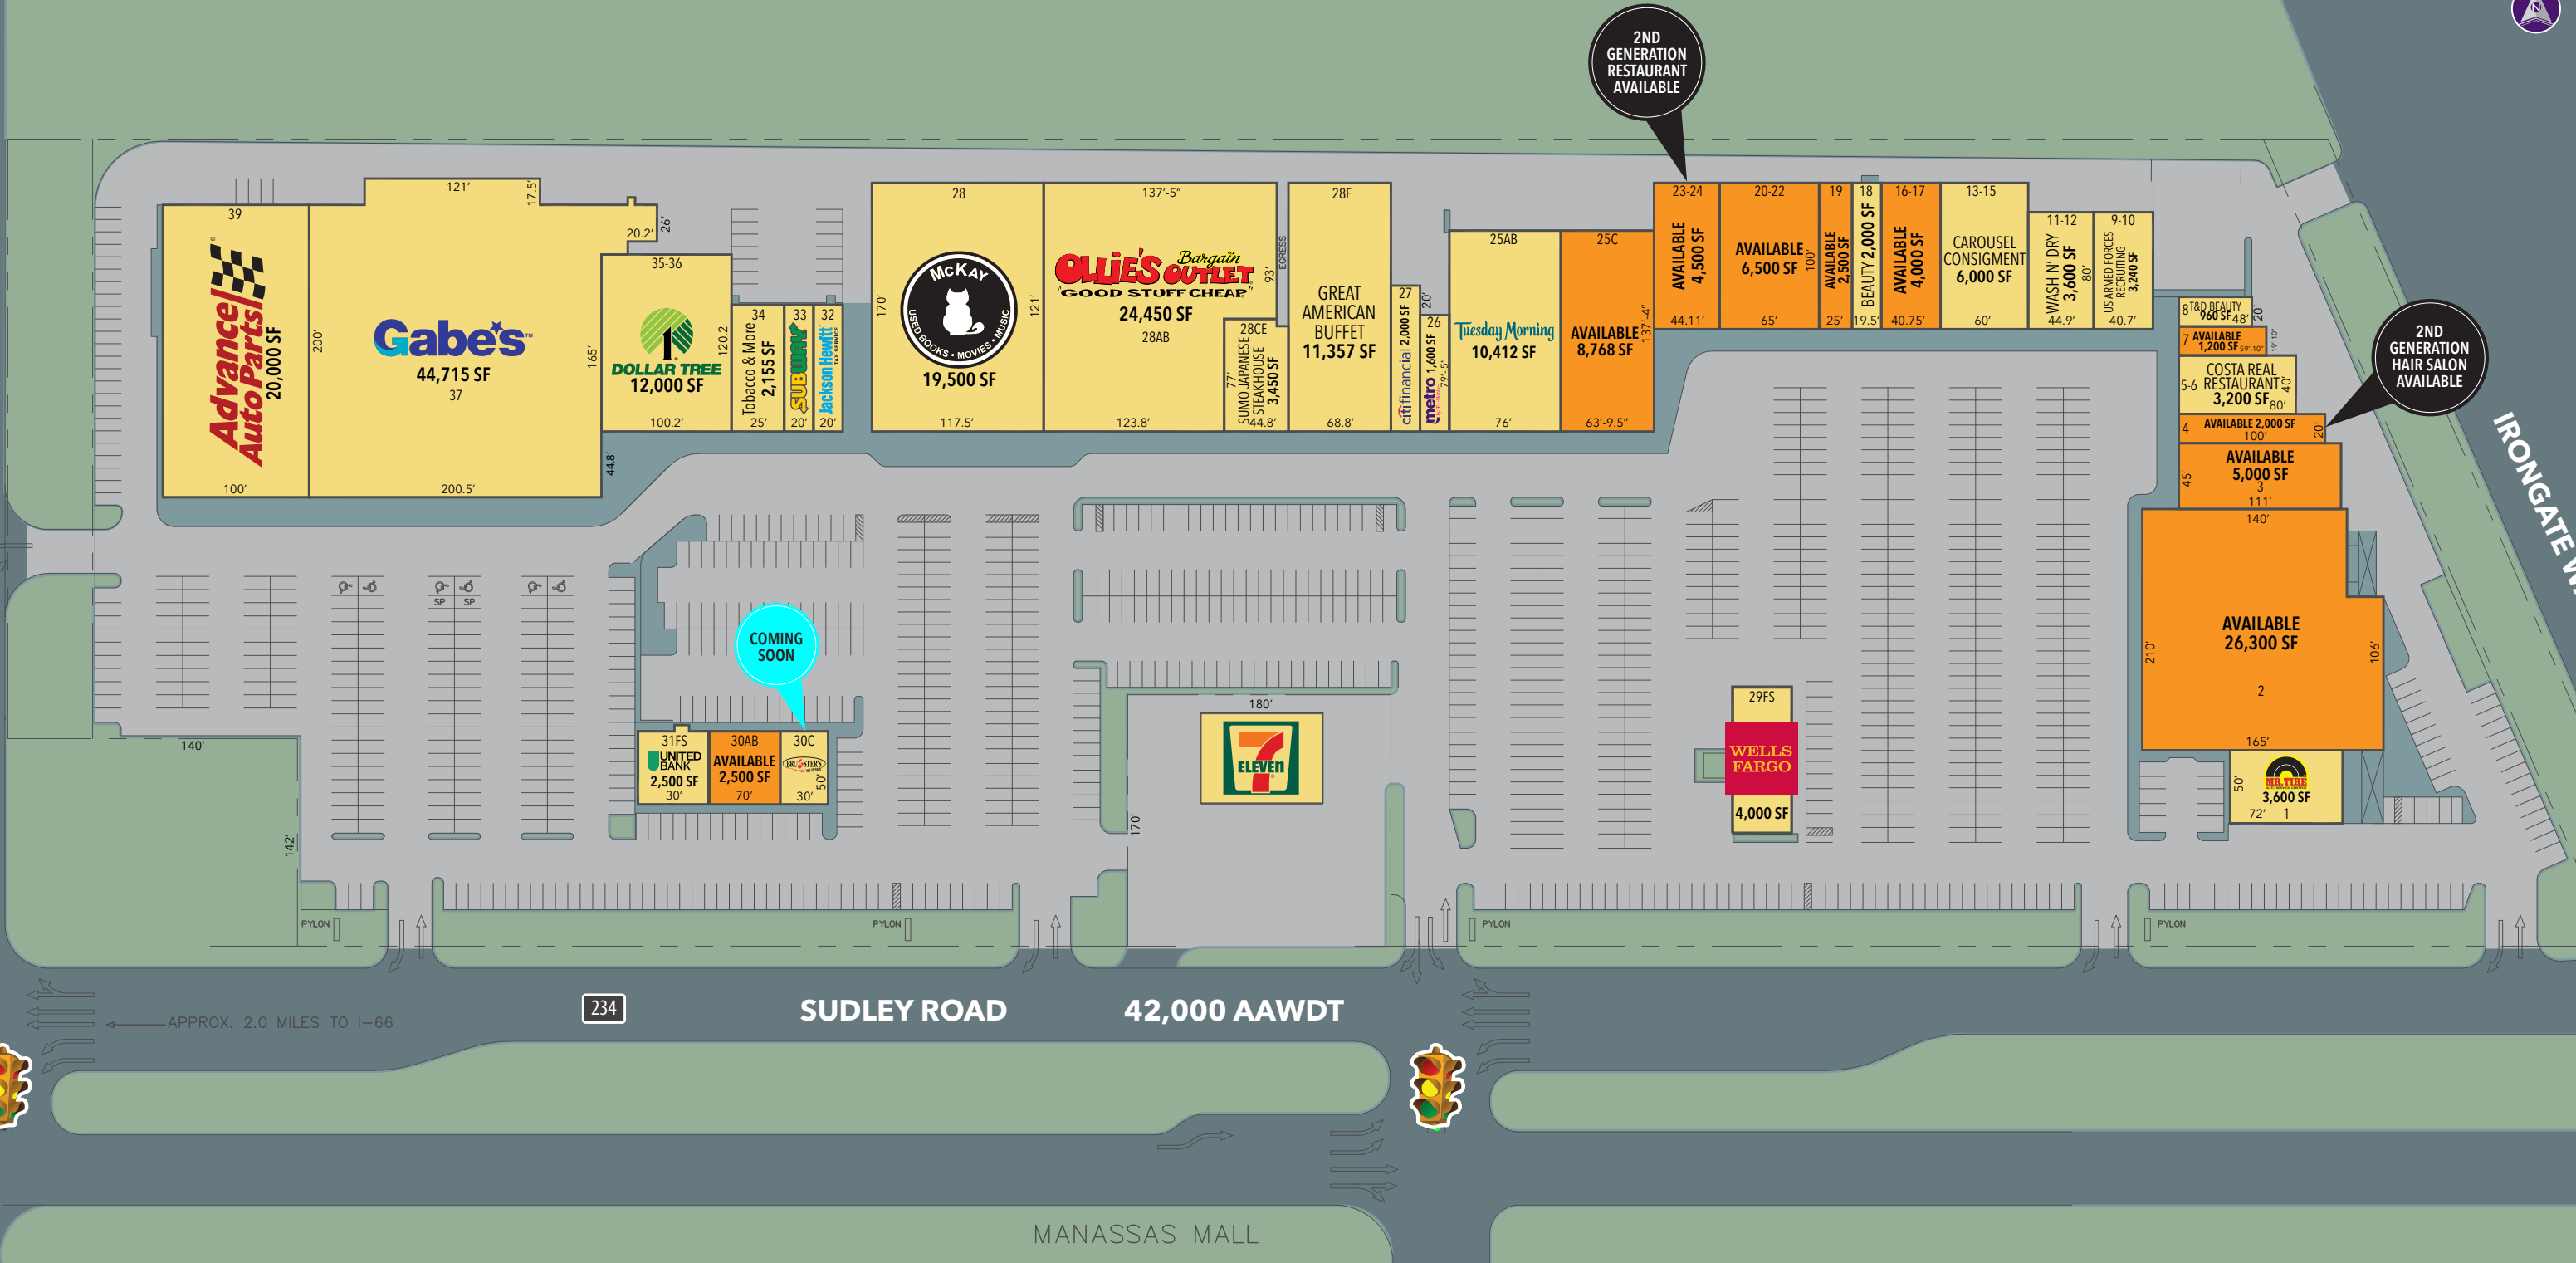 N
2ND
GENERATION
RESTAURANT
AVAILABLE
39
Advance
Auto Parts
20,000 SF
100'
200'
121'
17.5'
20.2'
26'
Gabe's
44,715 SF
37
200.5'
165'
44.8'
35-36
120.2
DOLLAR TREE
12,000 SF
100.2'
34
Tobacco & More
2,155 SF
25'
33
SUBWAY
20'
32
Jackson Hewitt
TAX SERVICE
20'
28
McKAY
USED BOOKS • MOVIES • MUSIC
19,500 SF
170'
121'
117.5'
137'-5"
OLLIE'S Bargain
OUTLET
"GOOD STUFF CHEAP"
24,450 SF
28AB
93'
123.8'
EGRESS
28CE
SUMO JAPANESE
& STEAKHOUSE
3,450 SF
77'
44.8'
28F
GREAT
AMERICAN
BUFFET
11,357 SF
68.8'
27
citifinancial 2,000 SF
20'
26
metro 1,600 SF
79'-5"
25AB
Tuesday Morning
10,412 SF
76'
25C
AVAILABLE
8,768 SF
137'-4"
63'-9.5"
23-24
AVAILABLE
4,500 SF
44.11'
20-22
AVAILABLE
6,500 SF
100'
65'
19
AVAILABLE
2,500 SF
25'
18
BEAUTY 2,000 SF
19.5'
16-17
AVAILABLE
4,000 SF
40.75'
13-15
CAROUSEL
CONSIGNMENT
6,000 SF
60'
11-12
WASH N' DRY
3,600 SF
80'
44.9'
9-10
US ARMED FORCES
RECRUITING
3,240 SF
40.7'
8 T&D BEAUTY
960 SF 48'
20'
7 AVAILABLE
1,200 SF 59'-10"
19'-10"
5-6
COSTA REAL
RESTAURANT
3,200 SF
40'
80'
4
AVAILABLE 2,000 SF
100'
20'
2ND
GENERATION
HAIR SALON
AVAILABLE
AVAILABLE
5,000 SF
3
45'
111'
140'
AVAILABLE
26,300 SF
2
210'
106'
165'
MR. TIRE
3,600 SF
50'
72'
1
IRONGATE W
SP
SP
COMING
SOON
31FS
UNITED
BANK
2,500 SF
30'
30AB
AVAILABLE
2,500 SF
70'
30C
BRUSTER'S
50'
30'
180'
7
ELEVEN
170'
29FS
WELLS
FARGO
4,000 SF
140'
142'
PYLON
PYLON
PYLON
PYLON
234
SUDLEY ROAD
42,000 AAWDT
APPROX. 2.0 MILES TO I-66
MANASSAS MALL